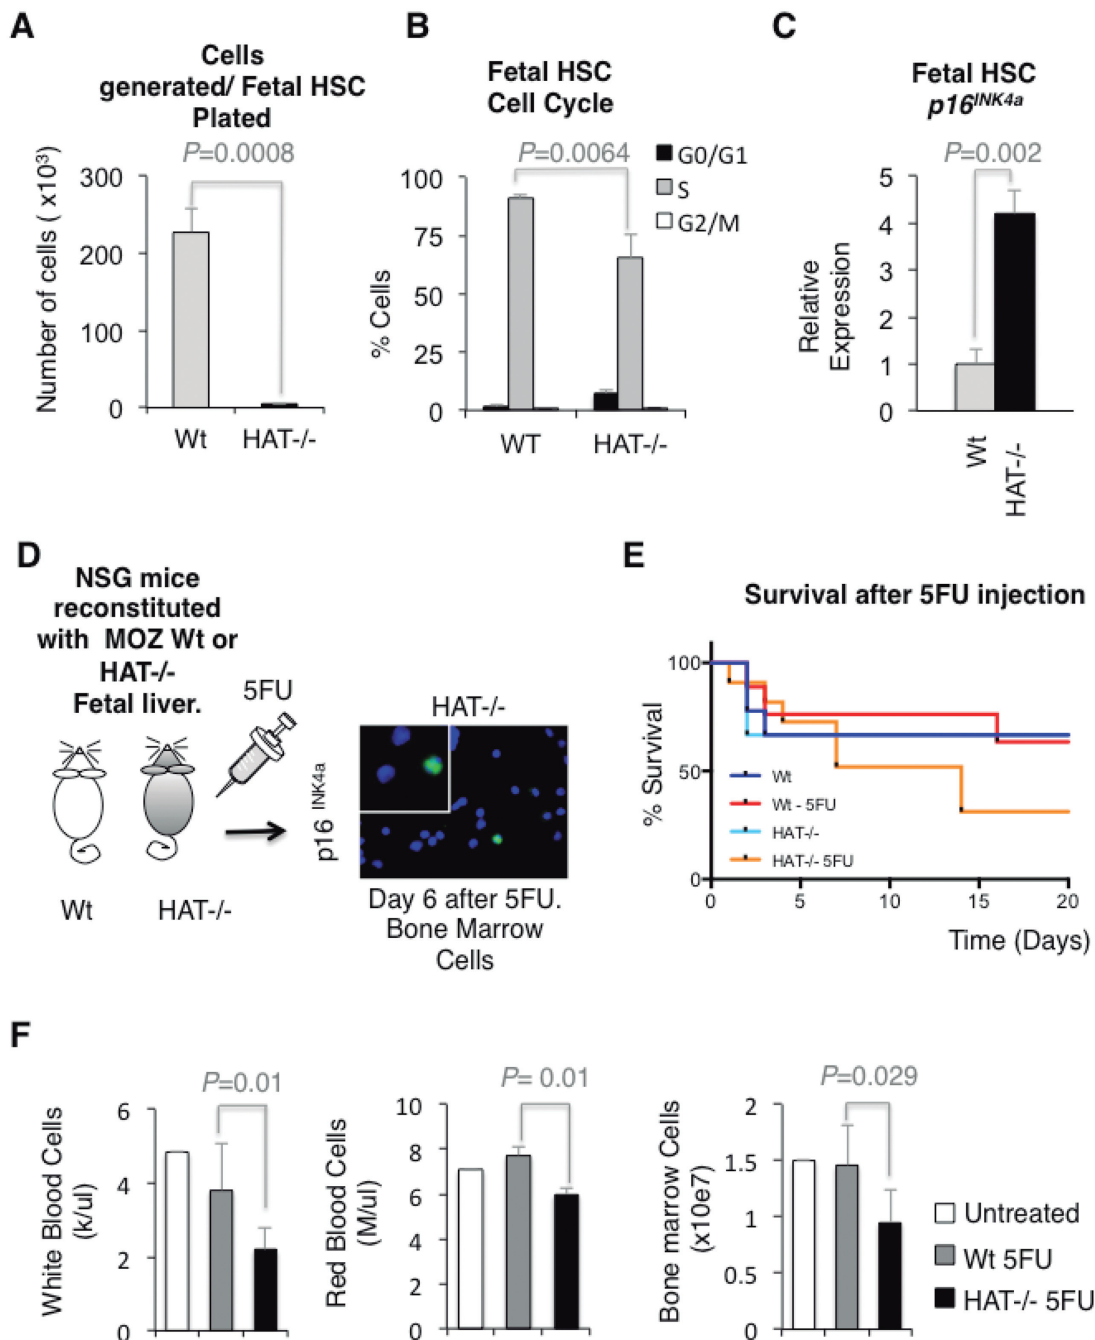 A
Cells
generated/ Fetal HSC
Plated
P=0.0008
Number of cells ( x10³)
300
200
100
0
Wt
HAT-/-
B
Fetal HSC
Cell Cycle
P=0.0064
G0/G1
S
G2/M
% Cells
100
75
50
25
0
WT
HAT-/-
C
Fetal HSC
p16^INK4a
P=0.002
Relative
Expression
5
4
3
2
1
0
Wt
HAT-/-
D
NSG mice
reconstituted
with MOZ Wt or
HAT-/-
Fetal liver.
5FU
Wt
HAT-/-
HAT-/-
p16 INK4a
Day 6 after 5FU.
Bone Marrow
Cells
E
Survival after 5FU injection
% Survival
100
50
0
Wt
Wt - 5FU
HAT-/-
HAT-/- 5FU
0
5
10
15
20
Time (Days)
F
P=0.01
White Blood Cells
(k/ul)
6
4
2
0
P= 0.01
Red Blood Cells
(M/ul)
10
8
6
4
2
0
P=0.029
Bone marrow Cells
(x10e7)
2
1.5
1
0.5
0
Untreated
Wt 5FU
HAT-/- 5FU